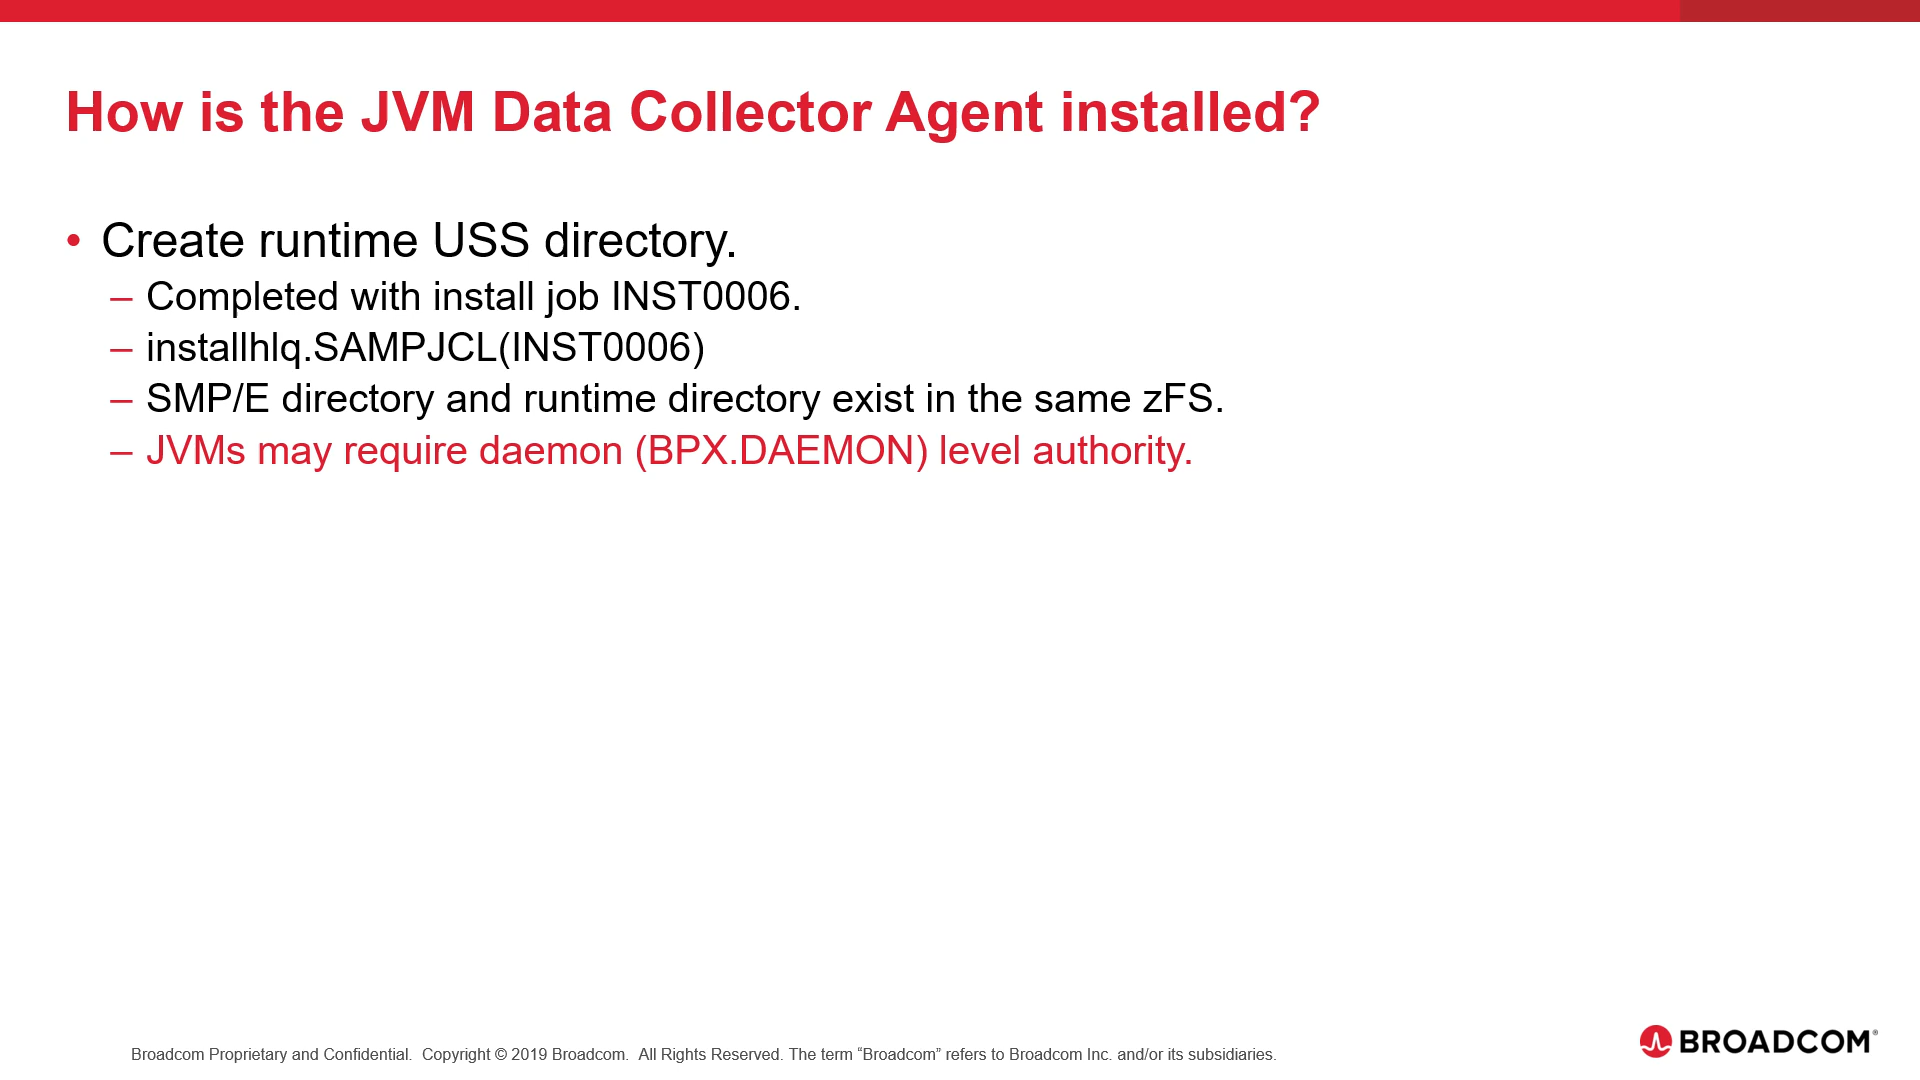 How is the JVM Data Collector Agent installed?
• Create runtime USS directory.
– Completed with install job INST0006.
– installhlq.SAMPJCL(INST0006)
– SMP/E directory and runtime directory exist in the same zFS.
– JVMs may require daemon (BPX.DAEMON) level authority.
Broadcom Proprietary and Confidential.  Copyright © 2019 Broadcom.  All Rights Reserved. The term “Broadcom” refers to Broadcom Inc. and/or its subsidiaries.
BROADCOM®